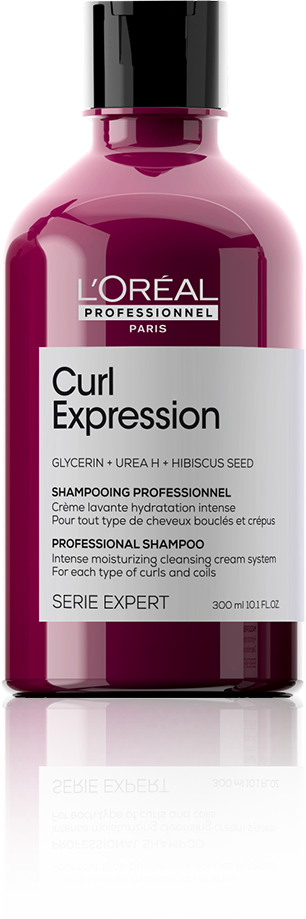 L'ORÉAL
PROFESSIONNEL
PARIS
Curl
Expression
GLYCERIN + UREA H + HIBISCUS SEED
SHAMPOOING PROFESSIONNEL
Crème lavante hydratation intense
Pour tout type de cheveux bouclés et crépus
PROFESSIONAL SHAMPOO
Intense moisturizing cleansing cream system
For each type of curls and coils
SERIE EXPERT 300 ml 10.1 FL.OZ